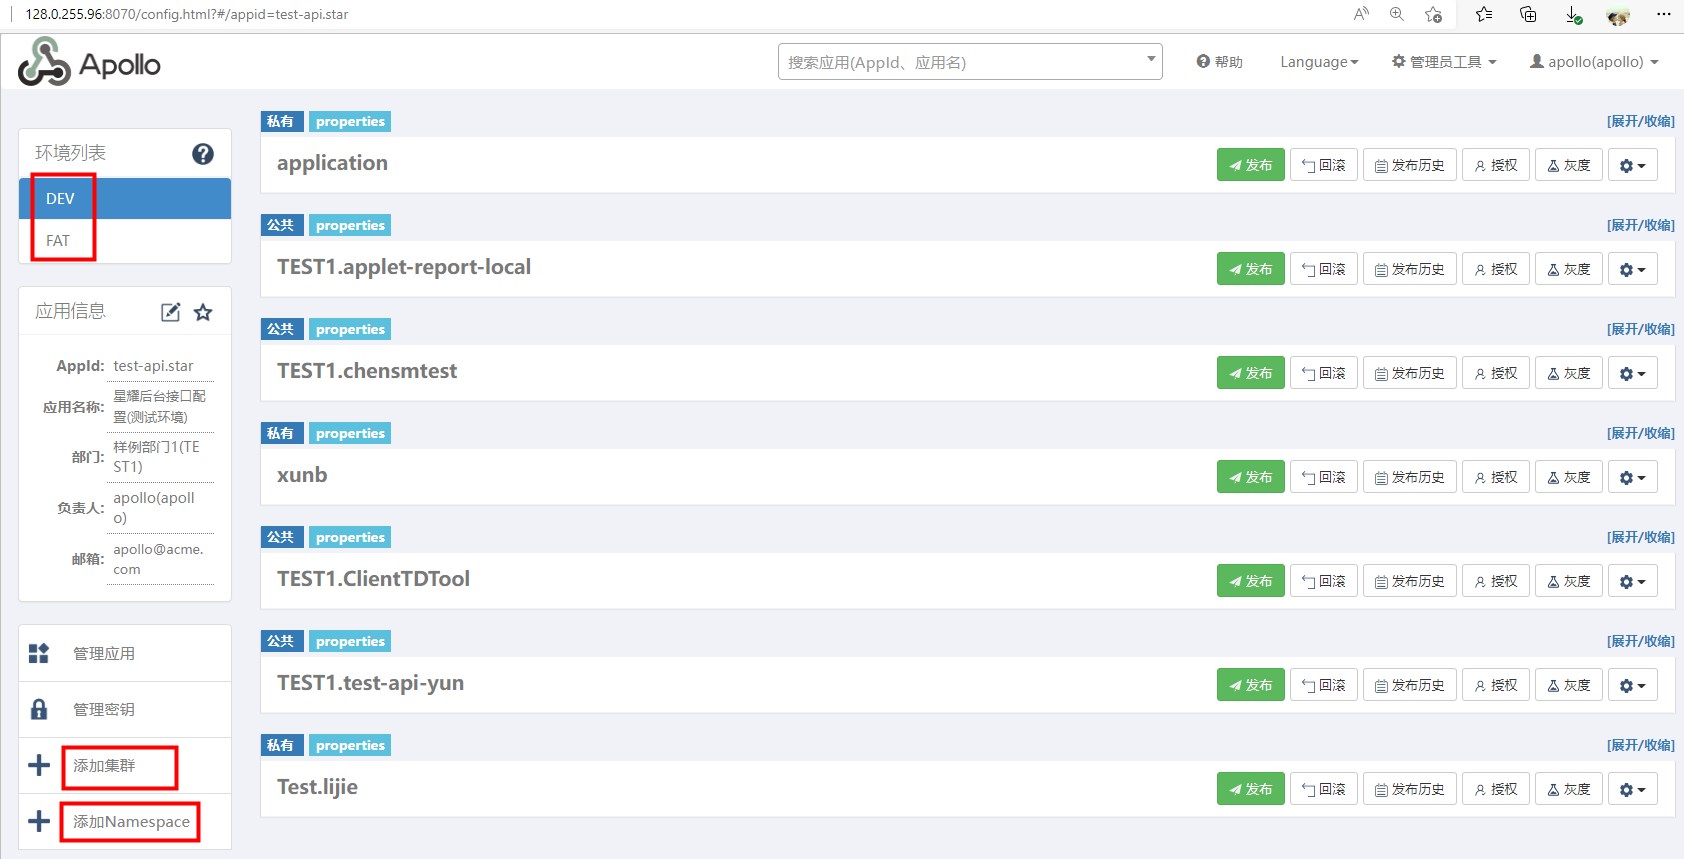 128.0.255.96:8070/config.html?#/appid=test-api.star
Apollo
搜索应用(AppId、应用名)
帮助
Language
管理员工具
apollo(apollo)
环境列表
DEV
FAT
应用信息
AppId: test-api.star
应用名称: 星耀后台接口配
置(测试环境)
部门: 样例部门1(TE
ST1)
负责人: apollo(apoll
o)
邮箱: apollo@acme.
com
管理应用
管理密钥
添加集群
添加Namespace
私有 properties [展开/收缩]
application 发布 回滚 发布历史 授权 灰度
公共 properties [展开/收缩]
TEST1.applet-report-local 发布 回滚 发布历史 授权 灰度
公共 properties [展开/收缩]
TEST1.chensmtest 发布 回滚 发布历史 授权 灰度
私有 properties [展开/收缩]
xunb 发布 回滚 发布历史 授权 灰度
公共 properties [展开/收缩]
TEST1.ClientTDTool 发布 回滚 发布历史 授权 灰度
公共 properties [展开/收缩]
TEST1.test-api-yun 发布 回滚 发布历史 授权 灰度
私有 properties [展开/收缩]
Test.lijie 发布 回滚 发布历史 授权 灰度